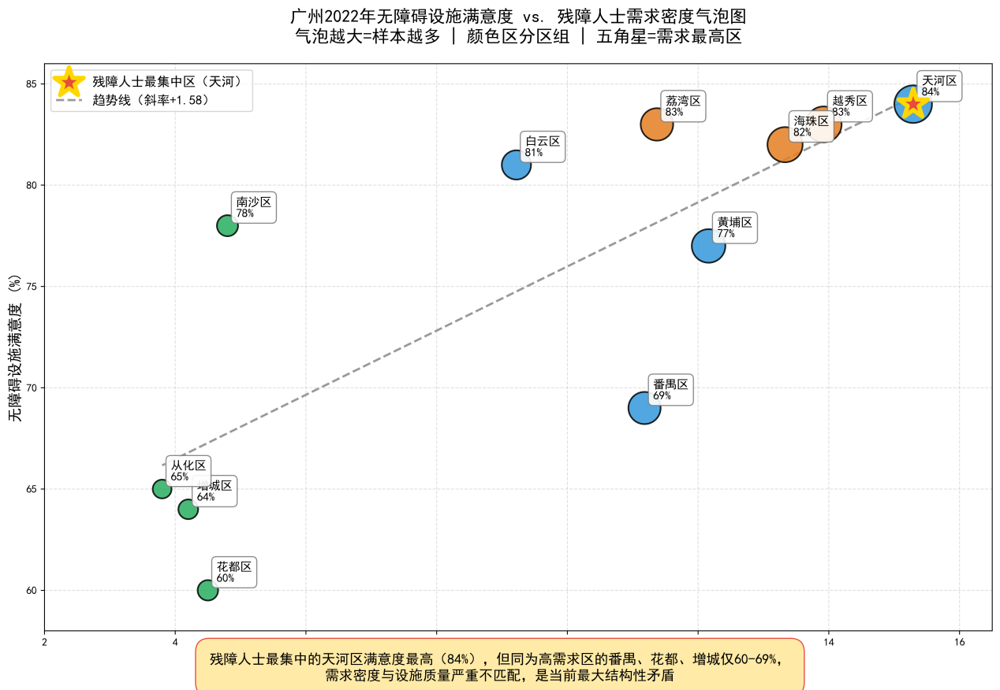 广州2022年无障碍设施满意度 vs. 残障人士需求密度气泡图
气泡越大=样本越多 | 颜色区分区组 | 五角星=需求最高区
残障人士最集中区（天河）
趋势线（斜率+1.58）
无障碍设施满意度 (%)
85
80
75
70
65
60
天河区
84%
越秀区
83%
荔湾区
83%
海珠区
82%
白云区
81%
南沙区
78%
黄埔区
77%
番禺区
69%
从化区
65%
增城区
64%
花都区
60%
2
4
14
16
残障人士最集中的天河区满意度最高（84%），但同为高需求区的番禺、花都、增城仅60-69%，
需求密度与设施质量严重不匹配，是当前最大结构性矛盾